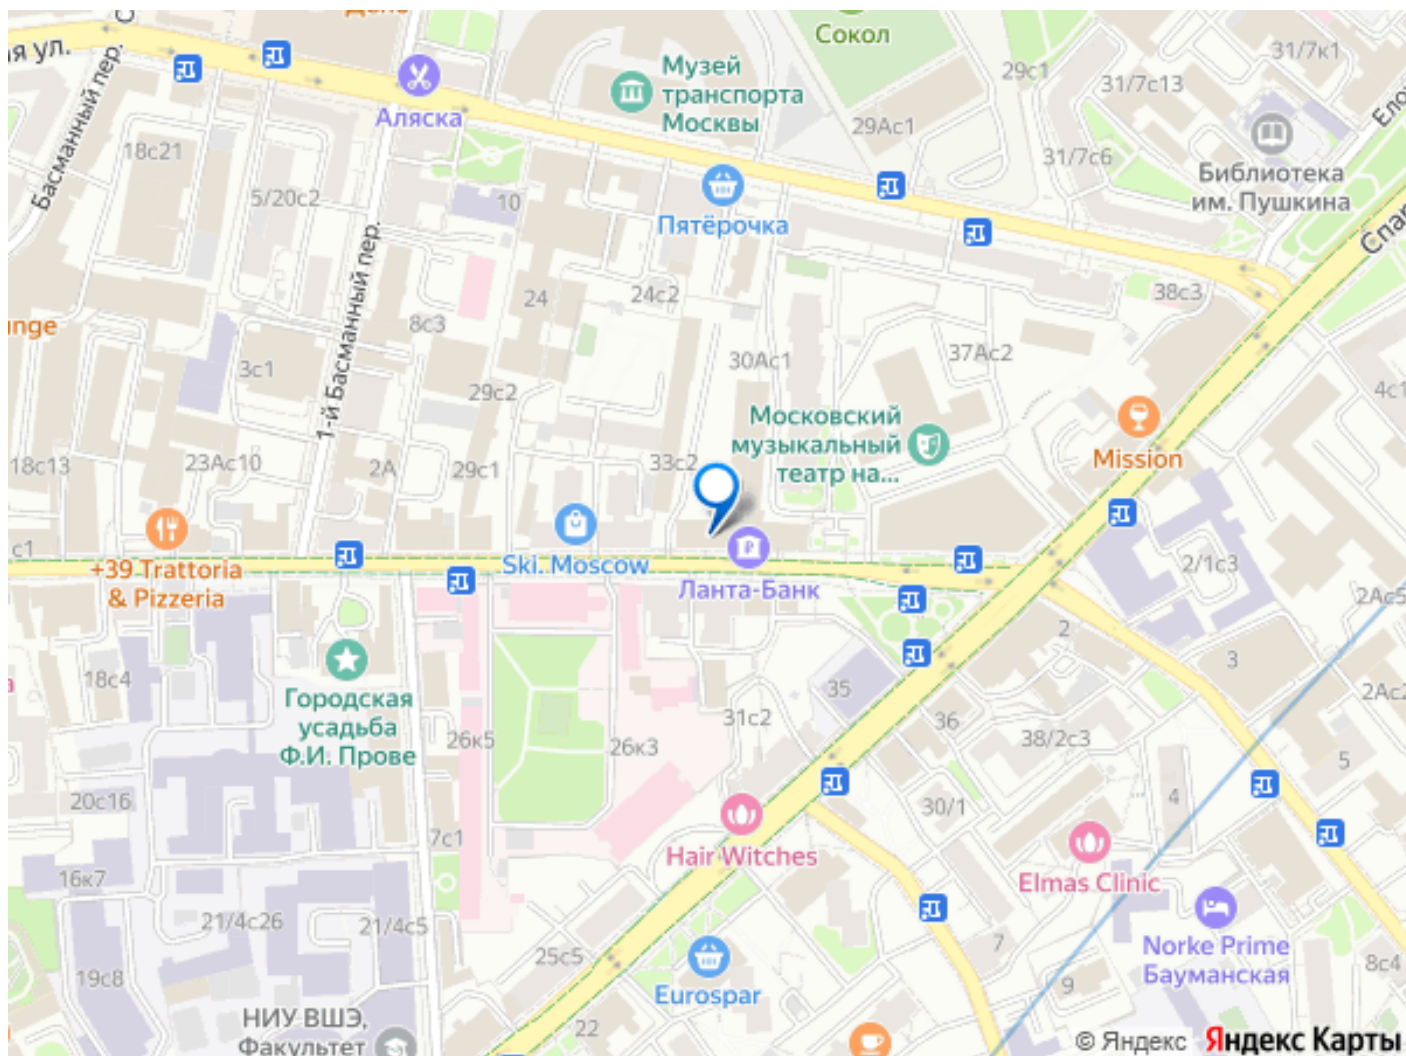 Сокол
31/7к1
ая ул.
29с1
31/7с13
Музей
транспорта
Москвы
Аляска
29Ас1
Басманный пер.
18с21
31/7с6
Библиотека
им. Пушкина
5/20с2
10
Пятёрочка
24
24с2
38с3
8с3
30Ас1
37Ас2
3с1
1-й Басманный пер.
29с2
4с1
Московский
музыкальный
театр на...
Mission
18с13
23Ас10
2А
29с1
33с2
с1
+39 Trattoria
& Pizzeria
Ski. Moscow
Ланта-Банк
2/1с3
2Ас5
2
3
18с4
Городская
усадьба
Ф.И. Прове
35
31с2
36
2Ас2
26к5
26к3
38/2с3
5
20с16
30/1
4
7с1
Hair Witches
Elmas Clinic
16к7
21/4с26
21/4с5
25с5
7
Norke Prime
Бауманская
19с8
Eurospar
9
8с4
НИУ ВШЭ,
Факультет
22
© Яндекс Яндекс Карты